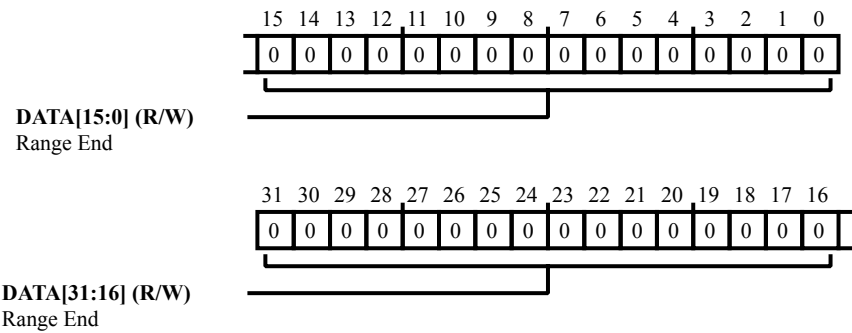 15 14 13 12 11 10 9 8 7 6 5 4 3 2 1 0
0 0 0 0 0 0 0 0 0 0 0 0 0 0 0 0
DATA[15:0] (R/W)
Range End
31 30 29 28 27 26 25 24 23 22 21 20 19 18 17 16
0 0 0 0 0 0 0 0 0 0 0 0 0 0 0 0
DATA[31:16] (R/W)
Range End